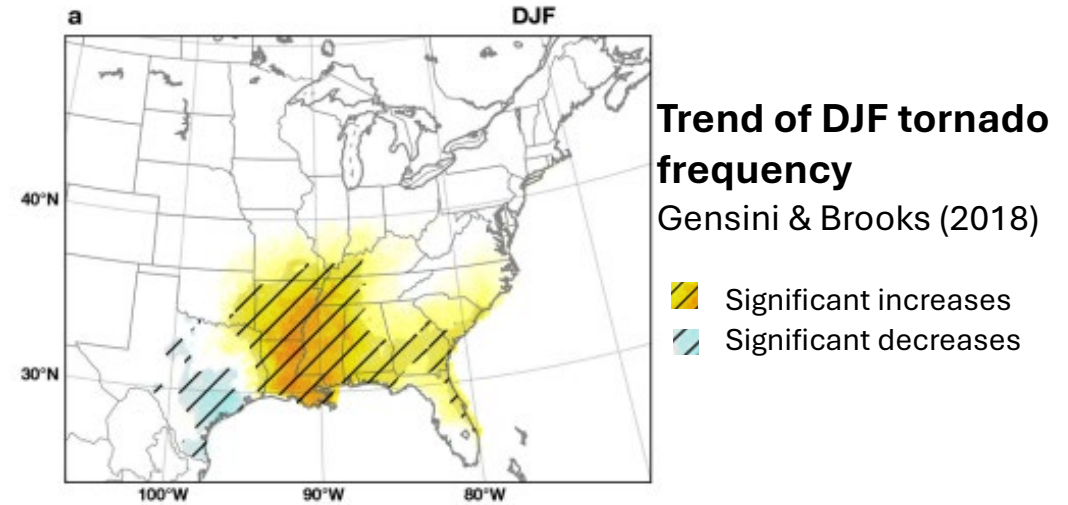 a
DJF
Trend of DJF tornado
frequency
Gensini & Brooks (2018)
Significant increases
Significant decreases
40°N
30°N
100°W
90°W
80°W